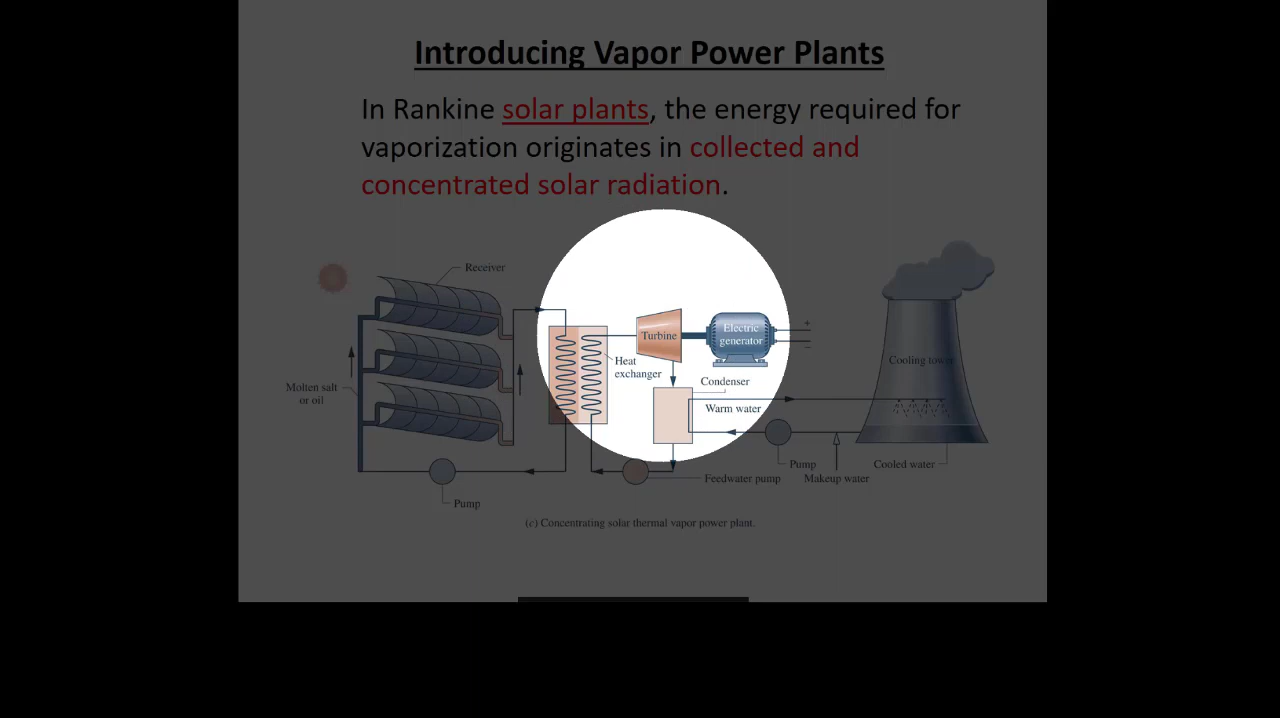 Introducing Vapor Power Plants
In Rankine solar plants, the energy required for
vaporization originates in collected and
concentrated solar radiation.
Receiver
Molten salt
or oil
Pump
Heat
exchanger
Turbine
Electric
generator
+
−
Condenser
Warm water
Cooling tower
Feedwater pump
Pump
Makeup water
Cooled water
(c) Concentrating solar thermal vapor power plant.